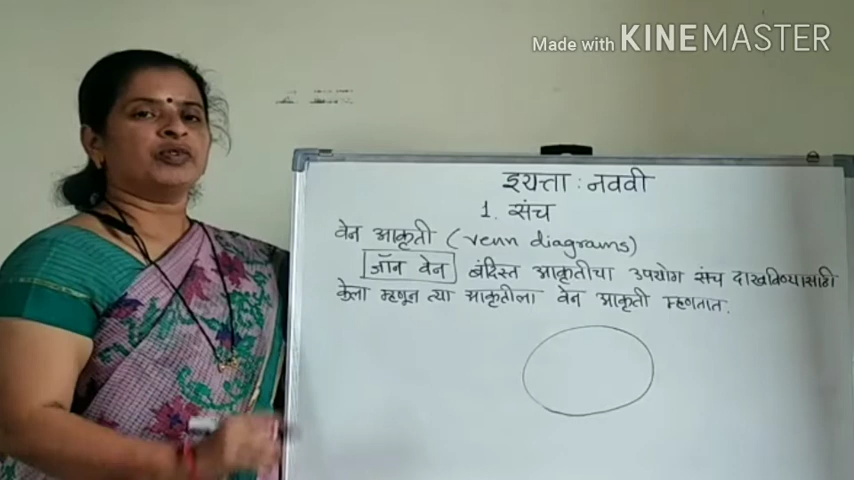 Made with KINEMASTER
इयत्ता : नववी
1. संच
वेन आकृती (venn diagrams)
जॉन वेन बंदिस्त आकृतीचा उपयोग संच दाखविण्यासाठी
केला म्हणून त्या आकृतीला वेन आकृती म्हणतात.